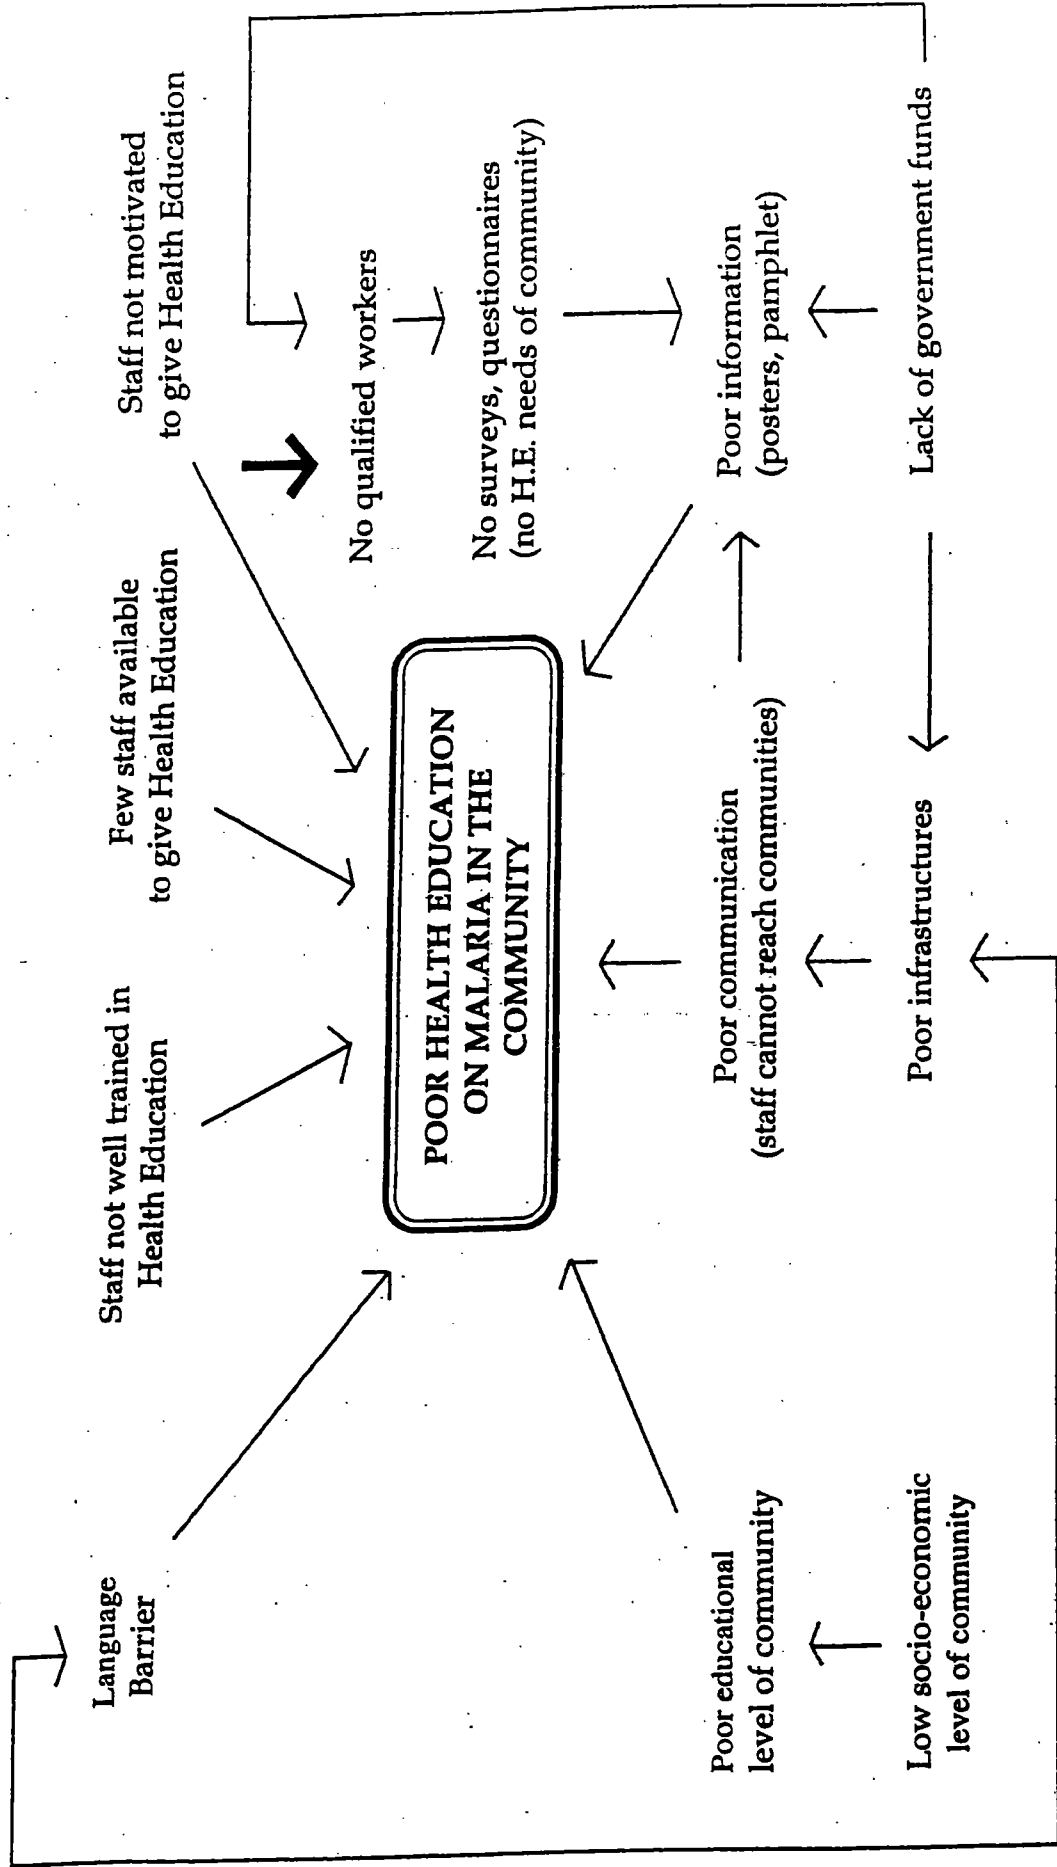 Language
Barrier
Staff not well trained in
Health Education
Few staff available
to give Health Education
Staff not motivated
to give Health Education
POOR HEALTH EDUCATION
ON MALARIA IN THE
COMMUNITY
No qualified workers
No surveys, questionnaires
(no H.E. needs of community)
Poor educational
level of community
Poor communication
(staff cannot reach communities)
Poor information
(posters, pamphlet)
Low socio-economic
level of community
Poor infrastructures
Lack of government funds